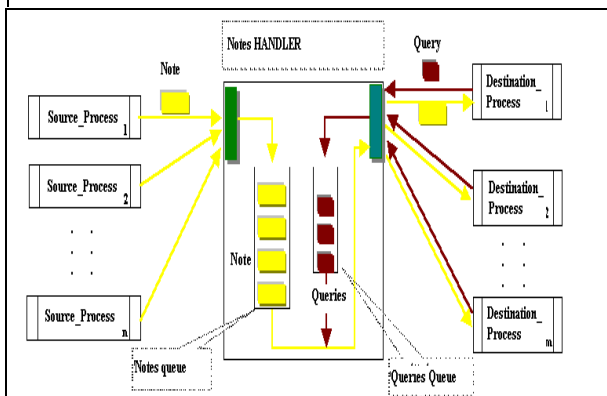 Notes HANDLER
Query
Note
Source_Process
1
Source_Process
2
. .
. .
. .
Source_Process
n
Note
Queries
Notes queue
Queries Queue
Destination_
Process 1
Destination_
Process 2
. .
. .
. .
Destination_
Process
m